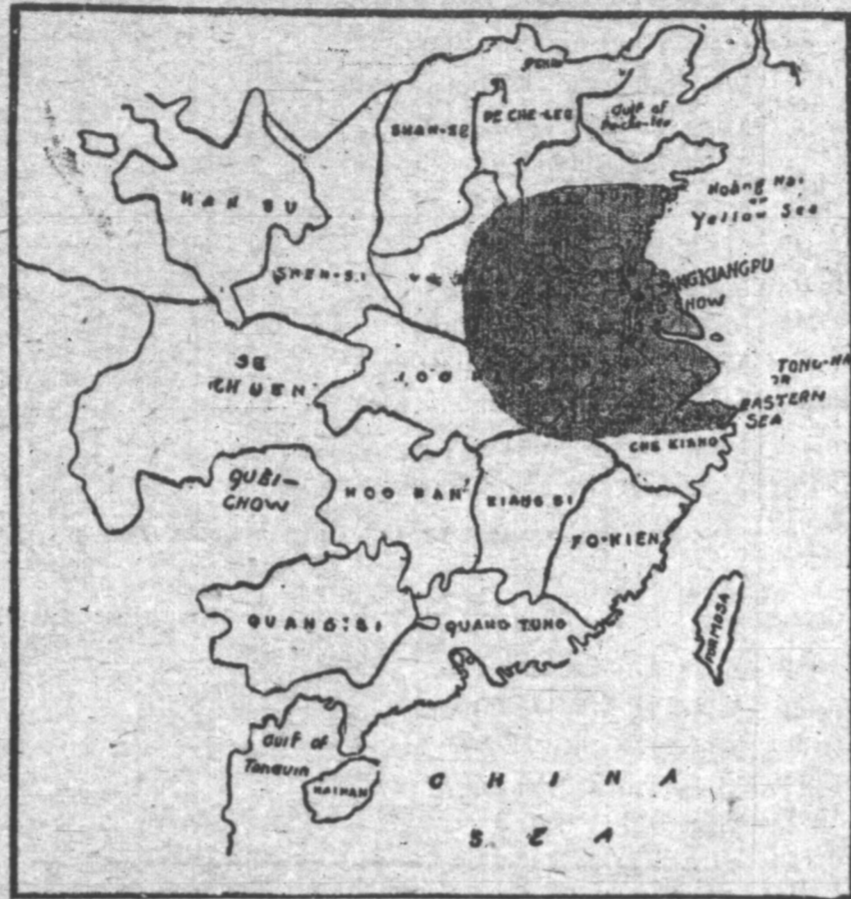 PEKIN
SHAN-SE
PE CHE-LEE
Gulf of
Pe-che-lee
KAN SU
Hoang Hai
or
Yellow Sea
SHEN-SI
NGKIANGPU
HOW
SE
CHUEN
TONG-HA
OR
EASTERN
SEA
CHE KIANG
QUEI-
CHOW
HOO NAN
KIANG SI
FO-KIEN
QUANG-SI
QUANG TUNG
FORMOSA
Gulf of
Tonquin
HAINAN
CHINA
SEA